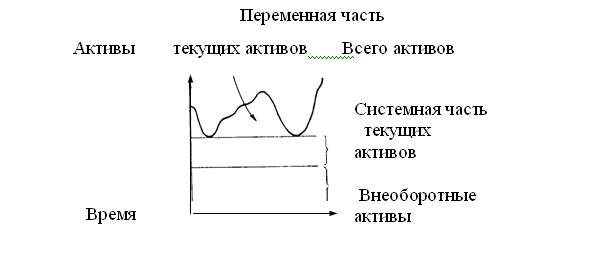 Переменная часть
Активы текущих активов Всего активов
Системная часть
текущих
активов
Внеоборотные
активы
Время